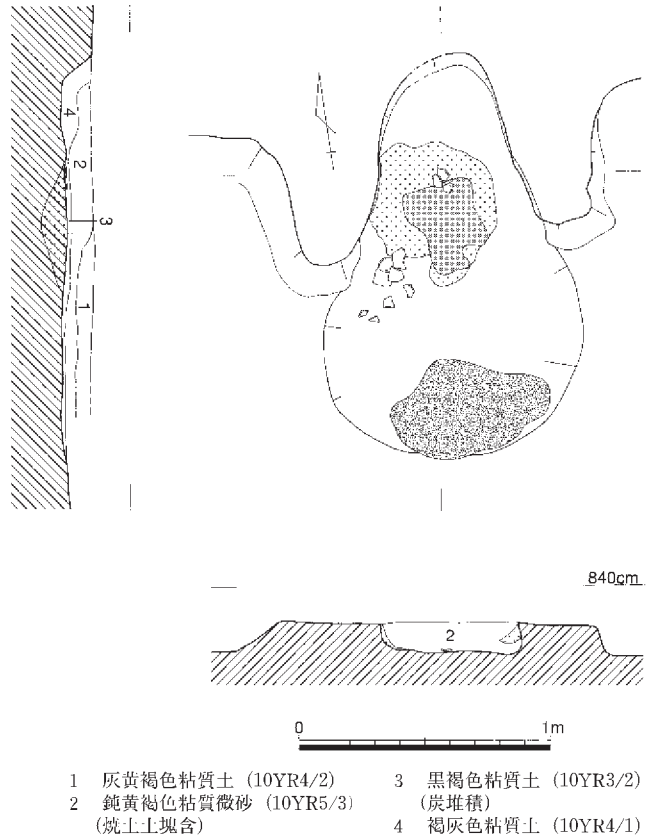 4
2
3
1
840cm
2
0 1m
1 灰黄褐色粘質土 (10YR4/2)
2 鈍黄褐色粘質微砂 (10YR5/3)
(焼土土塊含)
3 黒褐色粘質土 (10YR3/2)
(炭堆積)
4 褐灰色粘質土 (10YR4/1)